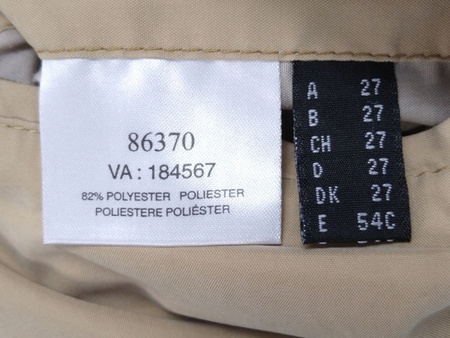 86370
VA : 184567
82% POLYESTER POLIESTER
POLIESTERE POLIÉSTER
A 27
B 27
CH 27
D 27
DK 27
E 54C